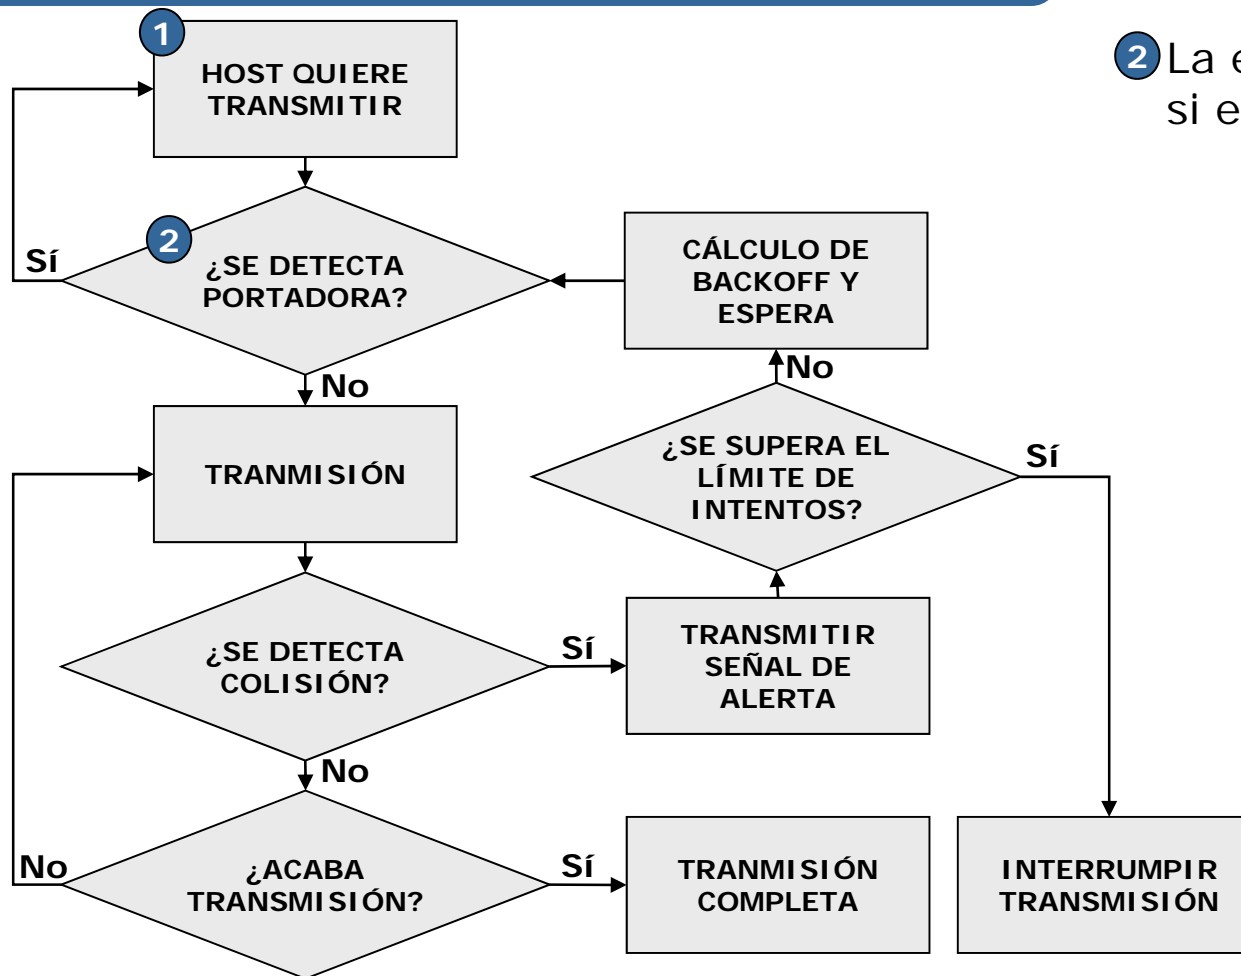 1
HOST QUIERE
TRANSMITIR
2 La e
si e
Sí
2
¿SE DETECTA
PORTADORA?
CÁLCULO DE
BACKOFF Y
ESPERA
No
No
TRANMISIÓN
¿SE SUPERA EL
LÍMITE DE
INTENTOS?
Sí
¿SE DETECTA
COLISIÓN?
Sí
TRANSMITIR
SEÑAL DE
ALERTA
No
No
¿ACABA
TRANSMISIÓN?
Sí
TRANMISIÓN
COMPLETA
INTERRUMPIR
TRANSMISIÓN